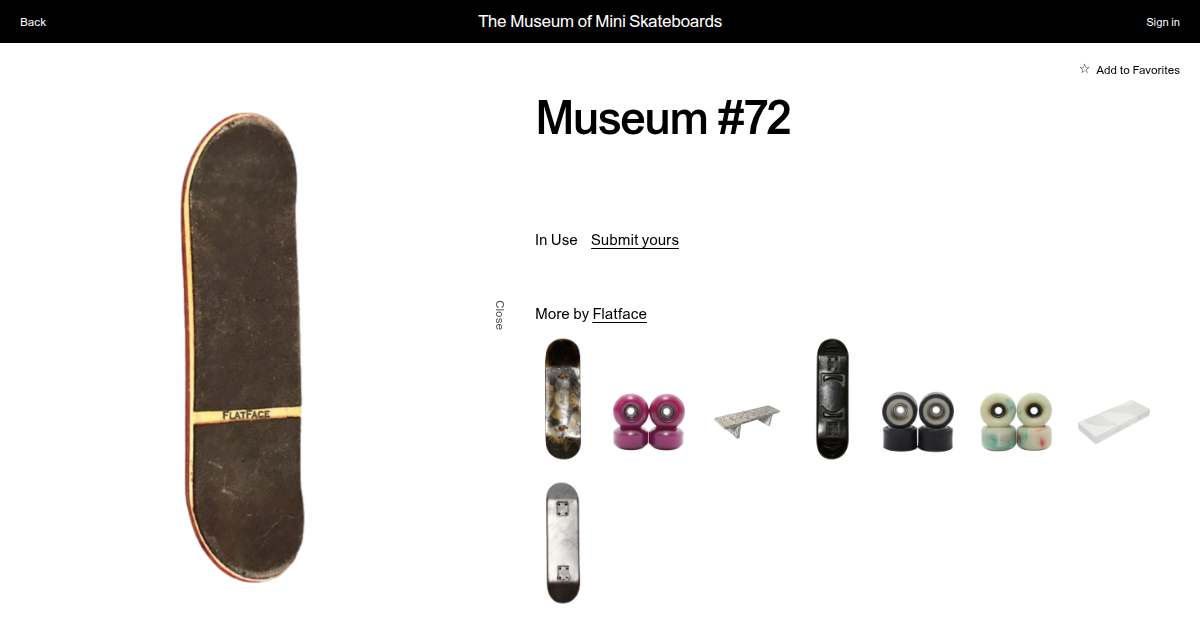 Back
The Museum of Mini Skateboards
Sign in
☆ Add to Favorites
Museum #72
In Use Submit yours
Close
More by Flatface
FLATFACE